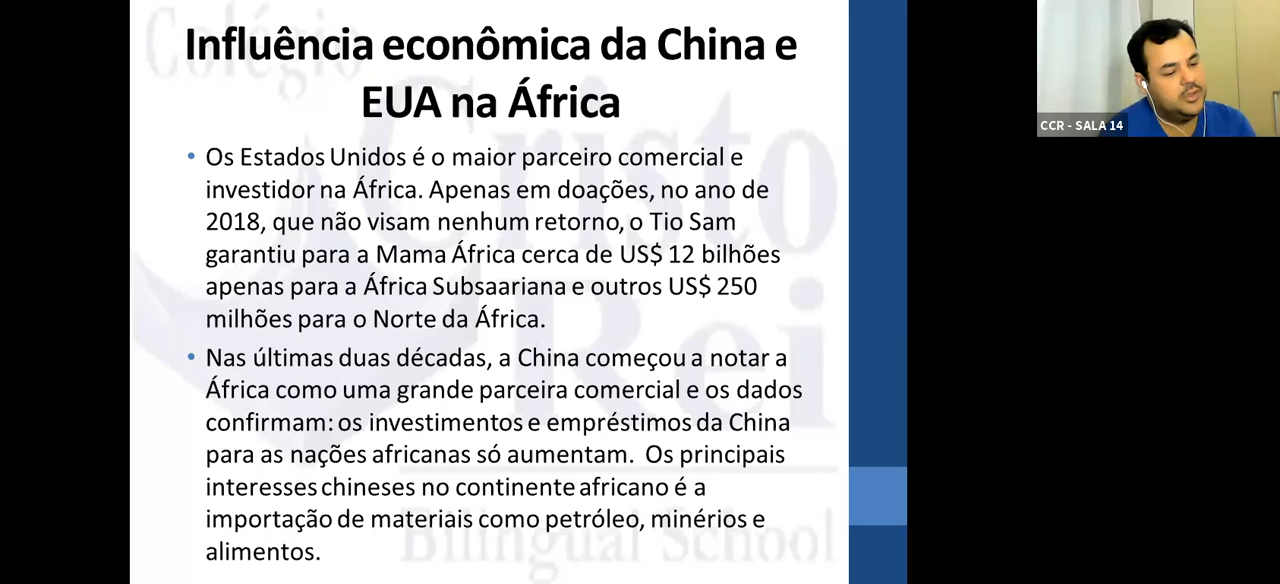 Influência econômica da China e
EUA na África
• Os Estados Unidos é o maior parceiro comercial e
investidor na África. Apenas em doações, no ano de
2018, que não visam nenhum retorno, o Tio Sam
garantiu para a Mama África cerca de US$ 12 bilhões
apenas para a África Subsaariana e outros US$ 250
milhões para o Norte da África.
• Nas últimas duas décadas, a China começou a notar a
África como uma grande parceira comercial e os dados
confirmam: os investimentos e empréstimos da China
para as nações africanas só aumentam. Os principais
interesses chineses no continente africano é a
importação de materiais como petróleo, minérios e
alimentos.
Colégio
Cristo
Rei
Bilingual School
CCR - SALA 14